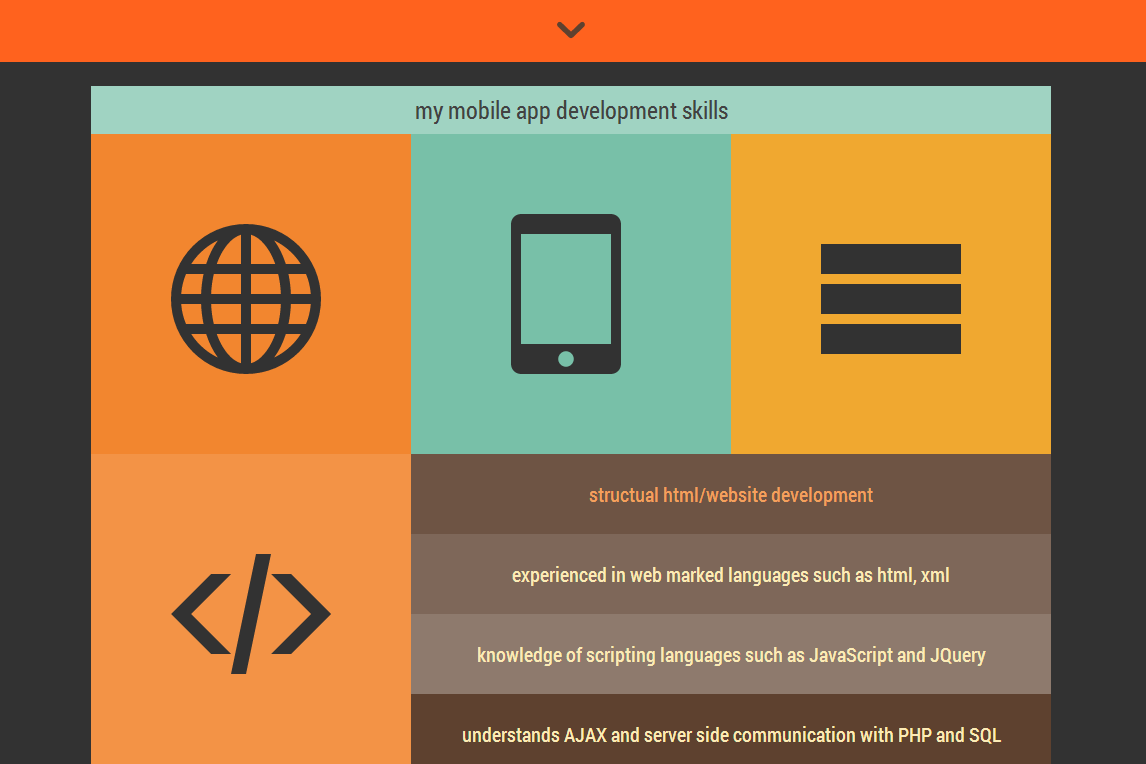 my mobile app development skills
structual html/website development
experienced in web marked languages such as html, xml
knowledge of scripting languages such as JavaScript and JQuery
understands AJAX and server side communication with PHP and SQL